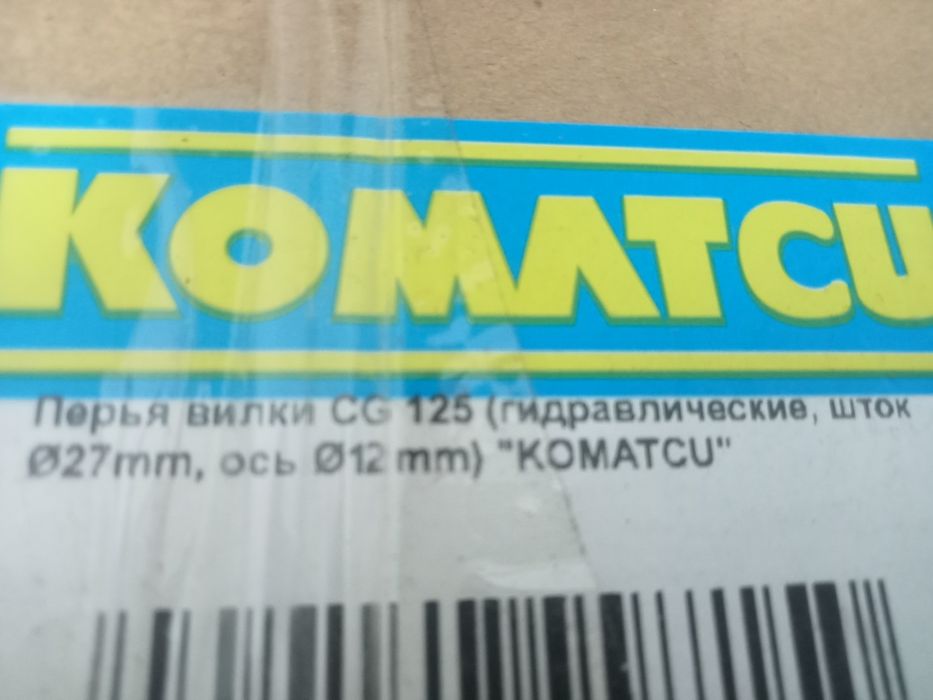 KOMATCU
Перья вилки CG 125 (гидравлические, шток
Ø27mm, ось Ø12 mm) "KOMATCU"